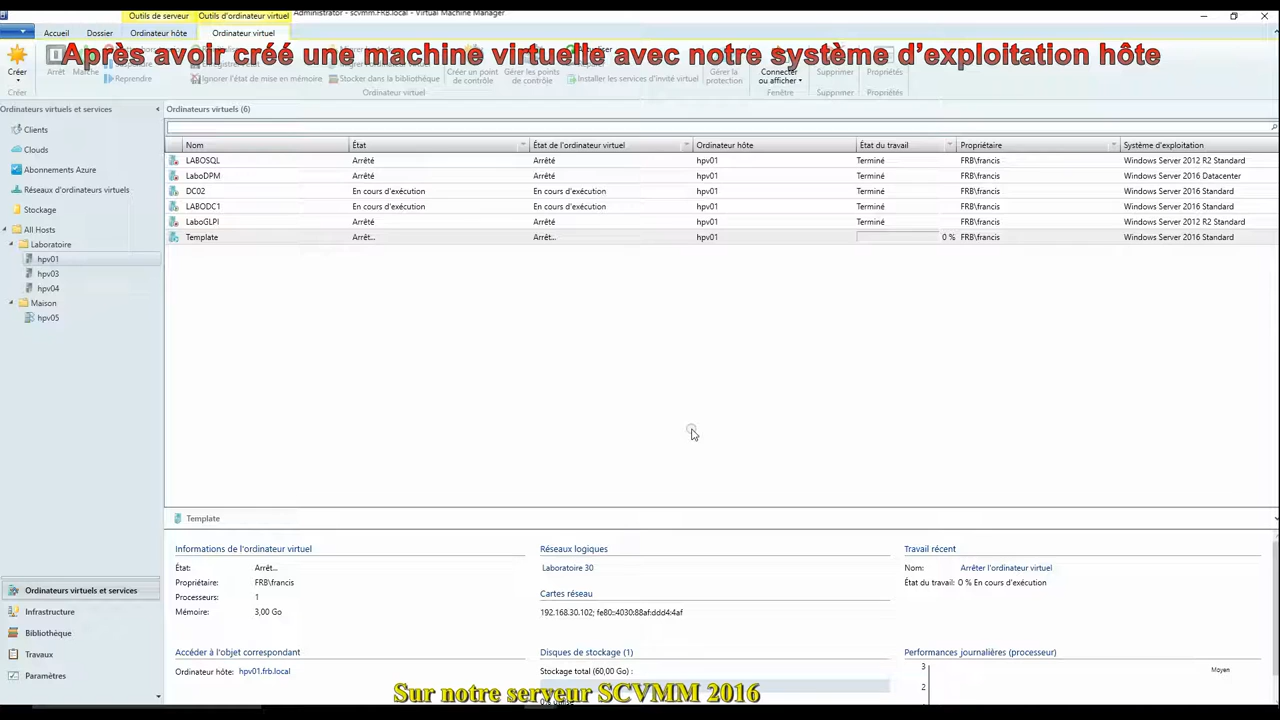 Outils de serveur Outils d'ordinateur virtuel Administrator - scvmm.FRB.local - Virtual Machine Manager
Accueil Dossier Ordinateur hôte Ordinateur virtuel
Après avoir créé une machine virtuelle avec notre système d'exploitation hôte
Créer Arrêt Marche Connecter
ou afficher Supprimer Propriétés
Reprendre Ignorer l'état de mise en mémoire Stocker dans la bibliothèque Créer un point
de contrôle Gérer les points
de contrôle Installer les services d'invité virtuel Gérer la
protection
Créer Ordinateur virtuel Fenêtre Supprimer Propriétés
Ordinateurs virtuels et services
Clients
Clouds
Abonnements Azure
Réseaux d'ordinateurs virtuels
Stockage
All Hosts
Laboratoire
hpv01
hpv03
hpv04
Maison
hpv05
Ordinateurs virtuels et services
Infrastructure
Bibliothèque
Travaux
Paramètres
Ordinateurs virtuels (6)
Nom État État de l'ordinateur virtuel Ordinateur hôte État du travail Propriétaire Système d'exploitation
LABOSQL Arrêté Arrêté hpv01 Terminé FRB\francis Windows Server 2012 R2 Standard
LaboDPM Arrêté Arrêté hpv01 Terminé FRB\francis Windows Server 2016 Datacenter
DC02 En cours d'exécution En cours d'exécution hpv01 Terminé FRB\francis Windows Server 2016 Standard
LABODC1 En cours d'exécution En cours d'exécution hpv01 Terminé FRB\francis Windows Server 2016 Standard
LaboGLPI Arrêté Arrêté hpv01 Terminé FRB\francis Windows Server 2012 R2 Standard
Template Arrêt... Arrêt... hpv01 0 % FRB\francis Windows Server 2016 Standard
Template
Informations de l'ordinateur virtuel
État: Arrêt...
Propriétaire: FRB\francis
Processeurs: 1
Mémoire: 3,00 Go
Accéder à l'objet correspondant
Ordinateur hôte: hpv01.frb.local
Réseaux logiques
Laboratoire 30
Cartes réseau
192.168.30.102; fe80::4030:88af:ddd4:4af
Disques de stockage (1)
Stockage total (60,00 Go) :
Travail récent
Nom: Arrêter l'ordinateur virtuel
État du travail: 0 % En cours d'exécution
Performances journalières (processeur)
3
2
Moyen
Sur notre serveur SCVMM 2016